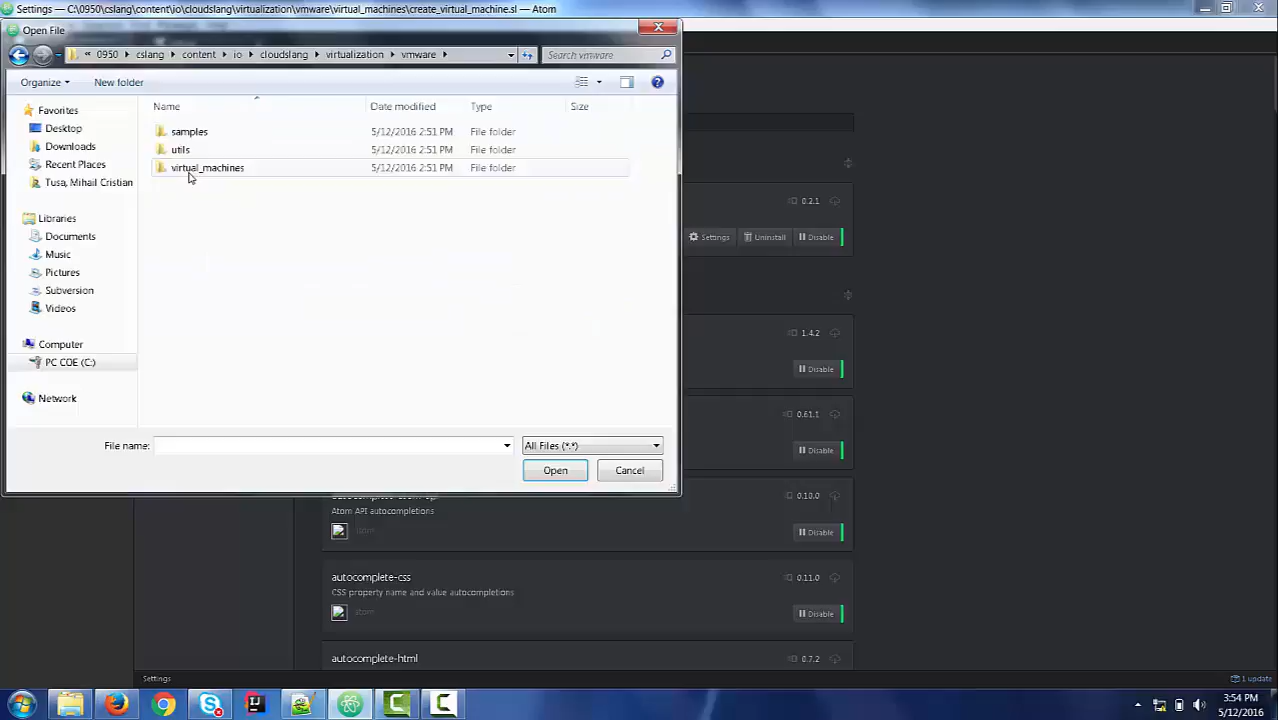 Settings — C:\0950\cslang\content\io\cloudslang\virtualization\vmware\virtual_machines\create_virtual_machine.sl — Atom
Open File
« 0950 cslang content io cloudslang virtualization vmware Search vmware
Organize New folder
Name Date modified Type Size
Favorites
Desktop
Downloads
Recent Places
Tusa, Mihail Cristian
Libraries
Documents
Music
Pictures
Subversion
Videos
Computer
PC COE (C:)
Network
samples 5/12/2016 2:51 PM File folder
utils 5/12/2016 2:51 PM File folder
virtual_machines 5/12/2016 2:51 PM File folder
File name: All Files (*.*)
Open Cancel
0.2.1
Settings Uninstall Disable
1.4.2
Disable
0.61.1
Disable
0.10.0
Atom API autocompletions
atom
Disable
autocomplete-css 0.11.0
CSS property name and value autocompletions
atom
Disable
autocomplete-html 0.7.2
Settings 1 update
3:54 PM
5/12/2016